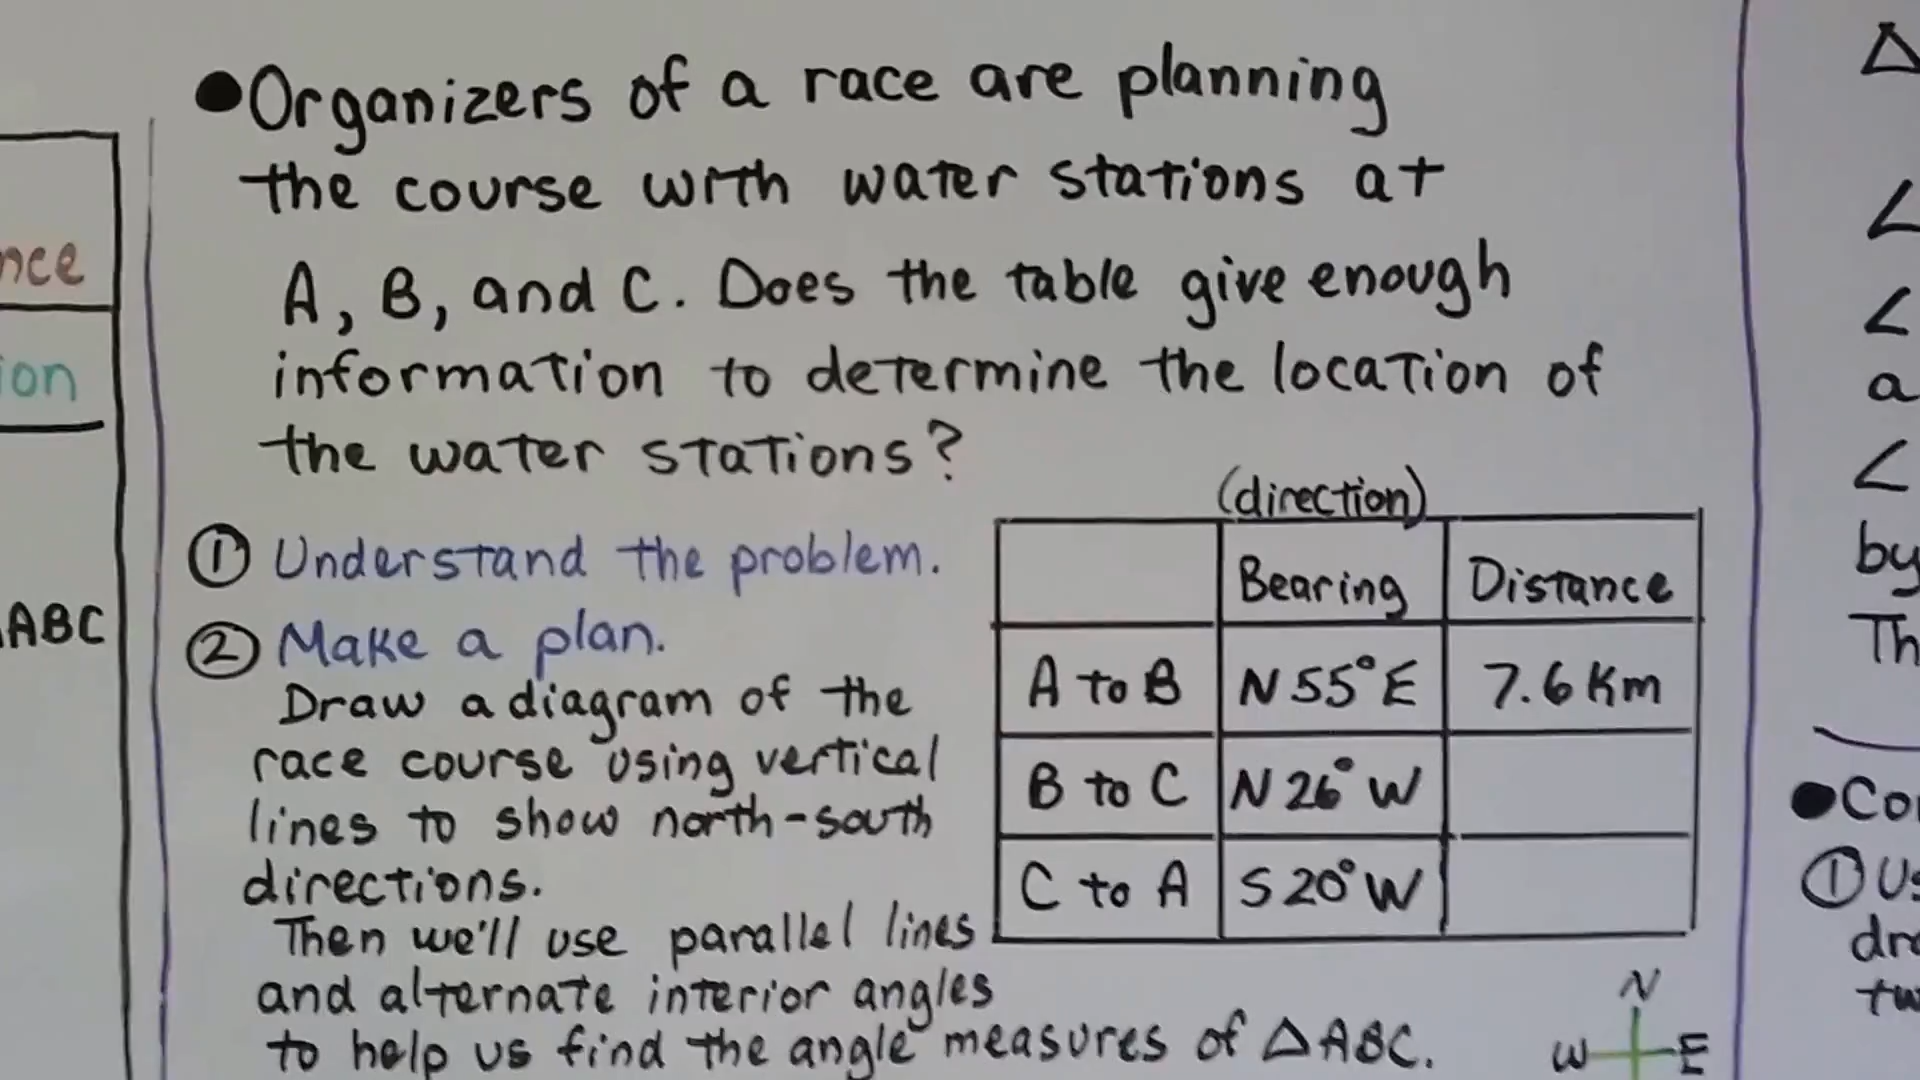 ● Organizers of a race are planning
the course with water stations at
A, B, and C. Does the table give enough
information to determine the location of
the water stations?
① Understand the problem.
② Make a plan.
Draw a diagram of the
race course using vertical
lines to show north-south
directions.
Then we'll use parallel lines
and alternate interior angles
to help us find the angle measures of △ABC.
(direction)
Bearing Distance
A to B N 55° E 7.6 Km
B to C N 26° W
C to A S 20° W
N
W E
ABC
△
∠
∠
a
∠
by
Th
①